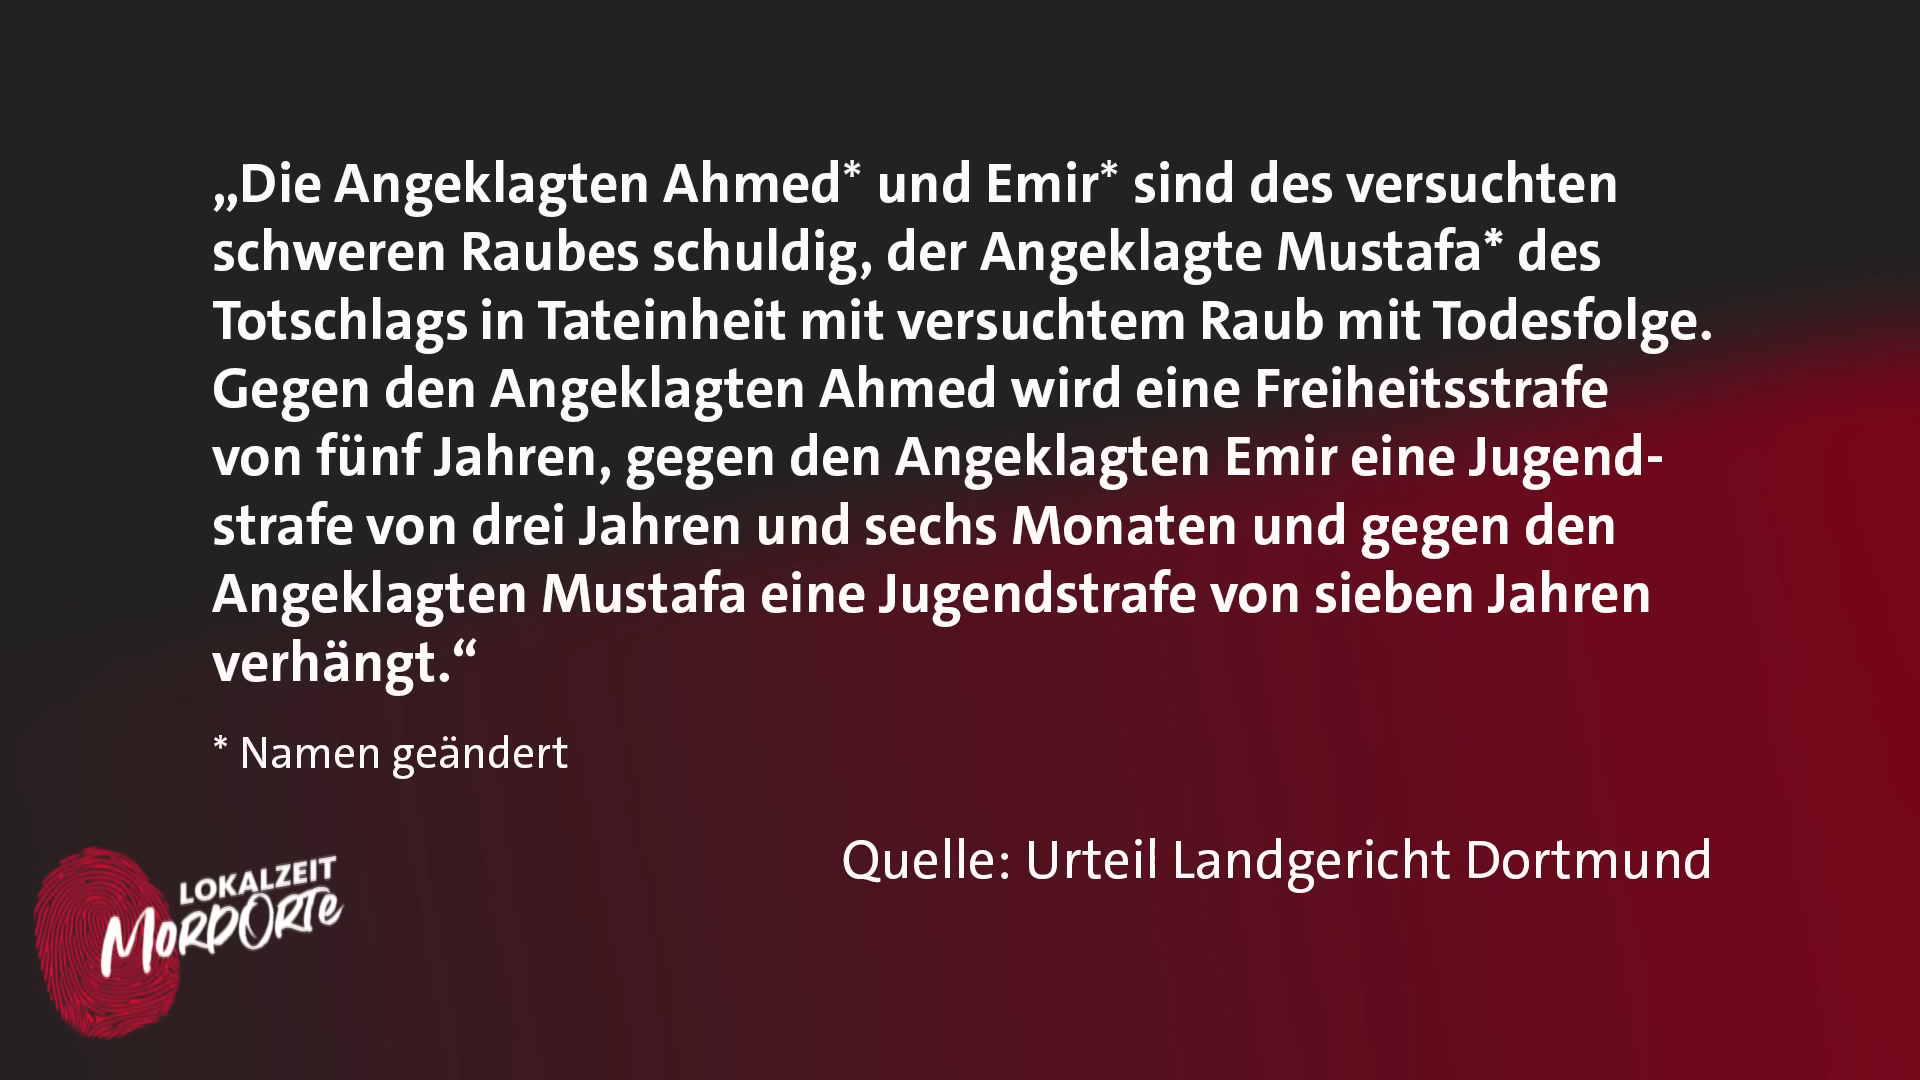 „Die Angeklagten Ahmed* und Emir* sind des versuchten
schweren Raubes schuldig, der Angeklagte Mustafa* des
Totschlags in Tateinheit mit versuchtem Raub mit Todesfolge.
Gegen den Angeklagten Ahmed wird eine Freiheitsstrafe
von fünf Jahren, gegen den Angeklagten Emir eine Jugend-
strafe von drei Jahren und sechs Monaten und gegen den
Angeklagten Mustafa eine Jugendstrafe von sieben Jahren
verhängt.“
* Namen geändert
Quelle: Urteil Landgericht Dortmund
LOKALZEIT
MORDORTE